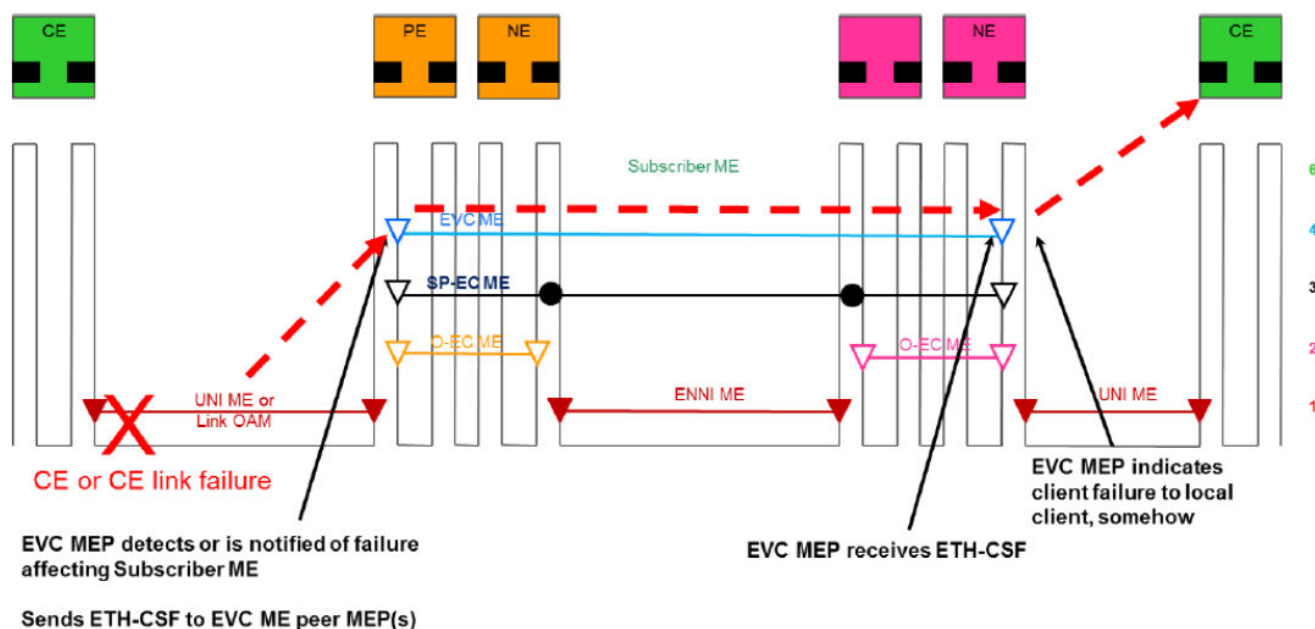 CE
PE
NE
NE
CE
Subscriber ME
6
EVC ME
4
SP-EC ME
3
O-EC ME
O-EC ME
2
UNI ME or
Link OAM
ENNI ME
UNI ME
1
CE or CE link failure
EVC MEP detects or is notified of failure
affecting Subscriber ME
Sends ETH-CSF to EVC ME peer MEP(s)
EVC MEP receives ETH-CSF
EVC MEP indicates
client failure to local
client, somehow